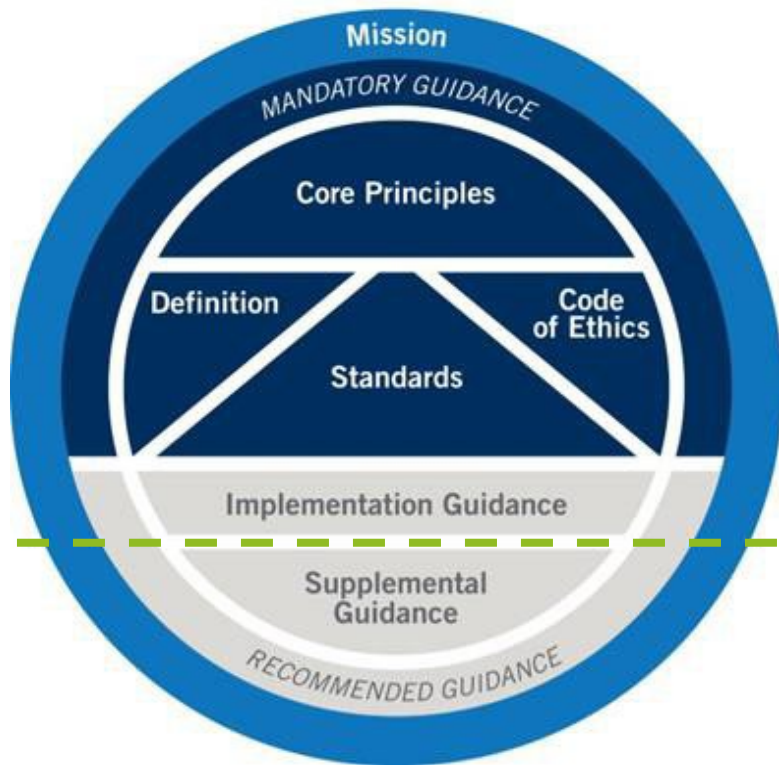 Mission
MANDATORY GUIDANCE
Core Principles
Definition
Code
of Ethics
Standards
Implementation Guidance
Supplemental
Guidance
RECOMMENDED GUIDANCE